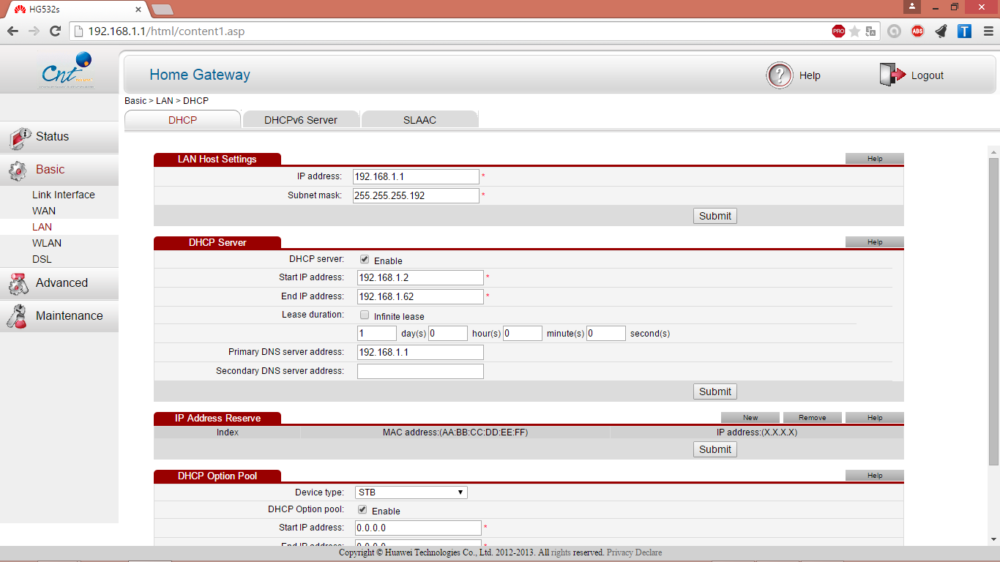 HG532s
192.168.1.1/html/content1.asp
PRO
ABS
T
Cnt
Home Gateway
Help
Logout
Basic > LAN > DHCP
DHCP
DHCPv6 Server
SLAAC
Status
Basic
Link Interface
WAN
LAN
WLAN
DSL
Advanced
Maintenance
LAN Host Settings
Help
IP address: 192.168.1.1 *
Subnet mask: 255.255.255.192 *
Submit
DHCP Server
Help
DHCP server: Enable
Start IP address: 192.168.1.2 *
End IP address: 192.168.1.62 *
Lease duration: Infinite lease
1 day(s) 0 hour(s) 0 minute(s) 0 second(s)
Primary DNS server address: 192.168.1.1
Secondary DNS server address:
Submit
IP Address Reserve
New Remove Help
Index MAC address:(AA:BB:CC:DD:EE:FF) IP address:(X.X.X.X)
Submit
DHCP Option Pool
Help
Device type: STB
DHCP Option pool: Enable
Start IP address: 0.0.0.0 *
End IP address: 0.0.0.0 *
Copyright © Huawei Technologies Co., Ltd. 2012-2013. All rights reserved. Privacy Declare